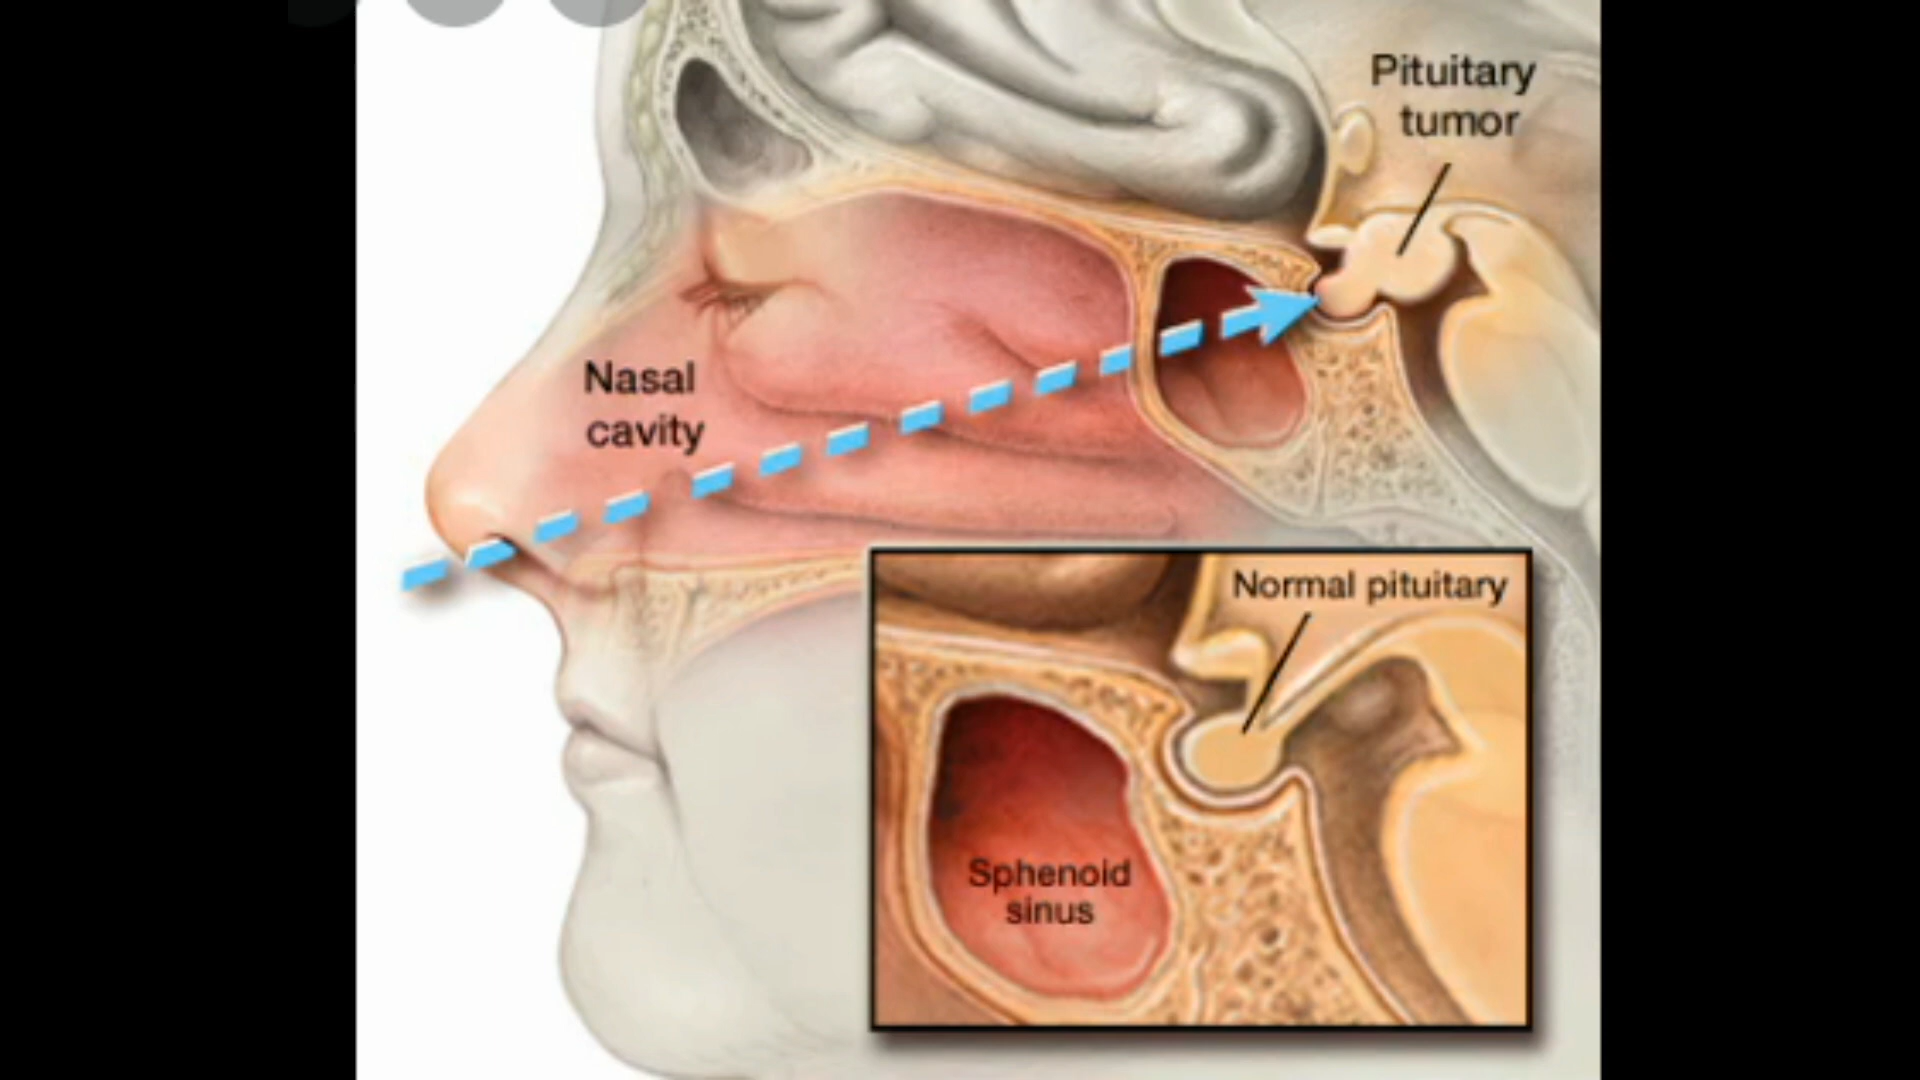 Pituitary
tumor
Nasal
cavity
Normal pituitary
Sphenoid
sinus